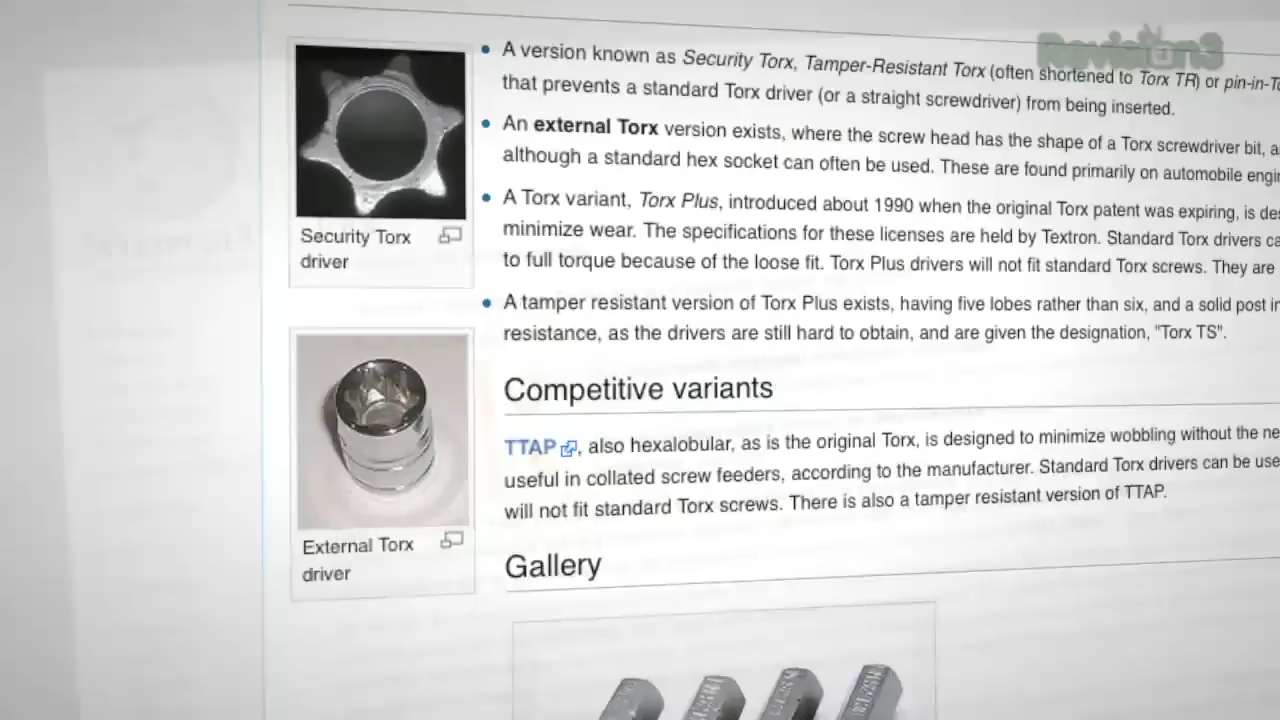 Revision3
A version known as Security Torx, Tamper-Resistant Torx (often shortened to Torx TR) or
that prevents a standard Torx driver (or a straight screwdriver) from being inserted.
An external Torx version exists, where the screw head has the shape of a Torx screwdriver bit,
although a standard hex socket can often be used. These are found primarily on automobile
A Torx variant, Torx Plus, introduced about 1990 when the original Torx patent was expiring, is
minimize wear. The specifications for these licenses are held by Textron. Standard Torx drivers
to full torque because of the loose fit. Torx Plus drivers will not fit standard Torx screws. They are
A tamper resistant version of Torx Plus exists, having five lobes rather than six, and a solid post
resistance, as the drivers are still hard to obtain, and are given the designation, "Torx TS".
Security Torx
driver
Competitive variants
TTAP, also hexalobular, as is the original Torx, is designed to minimize wobbling without the
useful in collated screw feeders, according to the manufacturer. Standard Torx drivers can be
will not fit standard Torx screws. There is also a tamper resistant version of TTAP.
External Torx
driver
Gallery